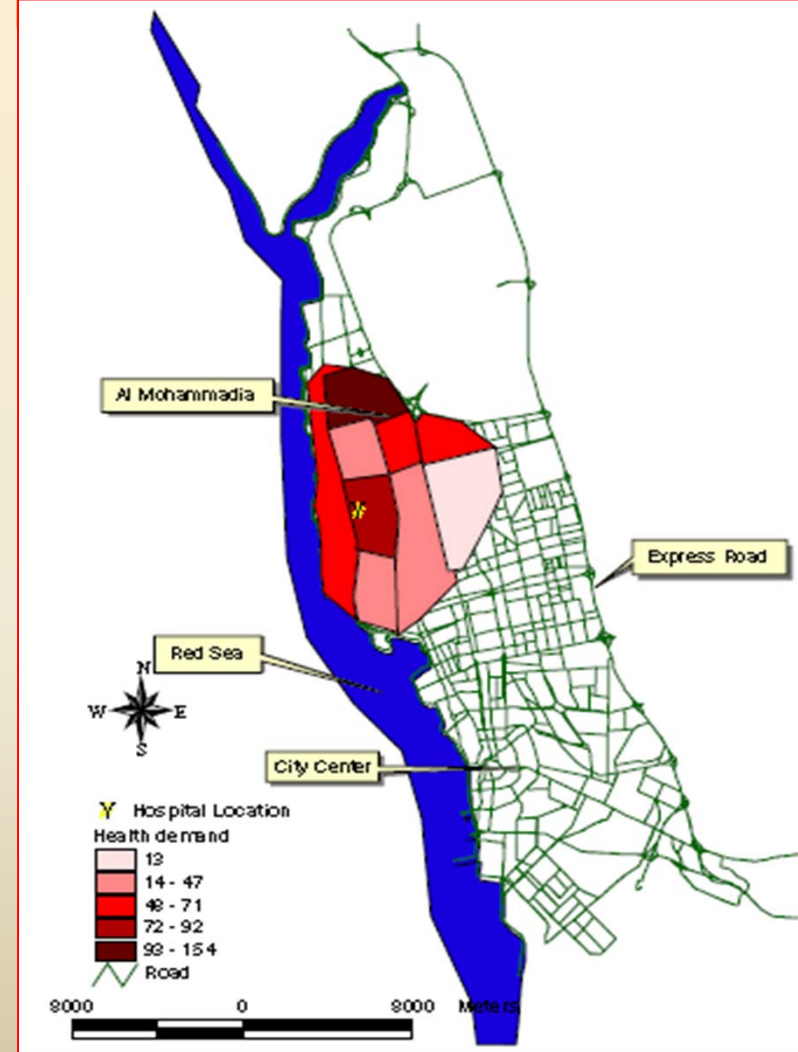 Al Mohammadia
Express Road
Red Sea
N
W E
S
City Center
Hospital Location
Health demand
13
14 - 47
48 - 71
72 - 92
93 - 154
Road
8000 0 8000 Meters